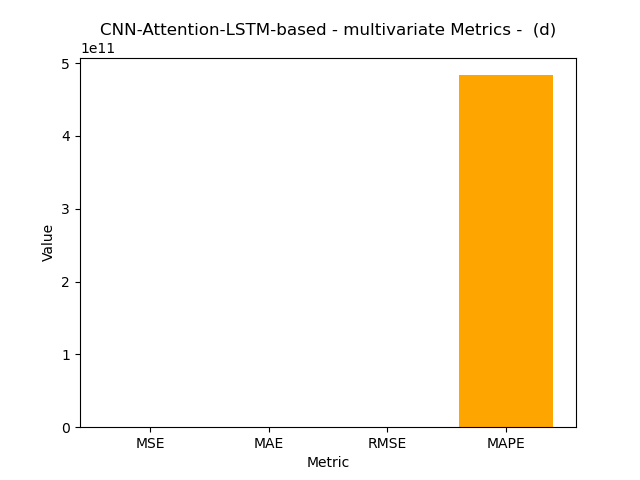 CNN-Attention-LSTM-based - multivariate Metrics -  (d)
1e11
5
4
3
2
1
0
Value
MSE MAE RMSE MAPE
Metric